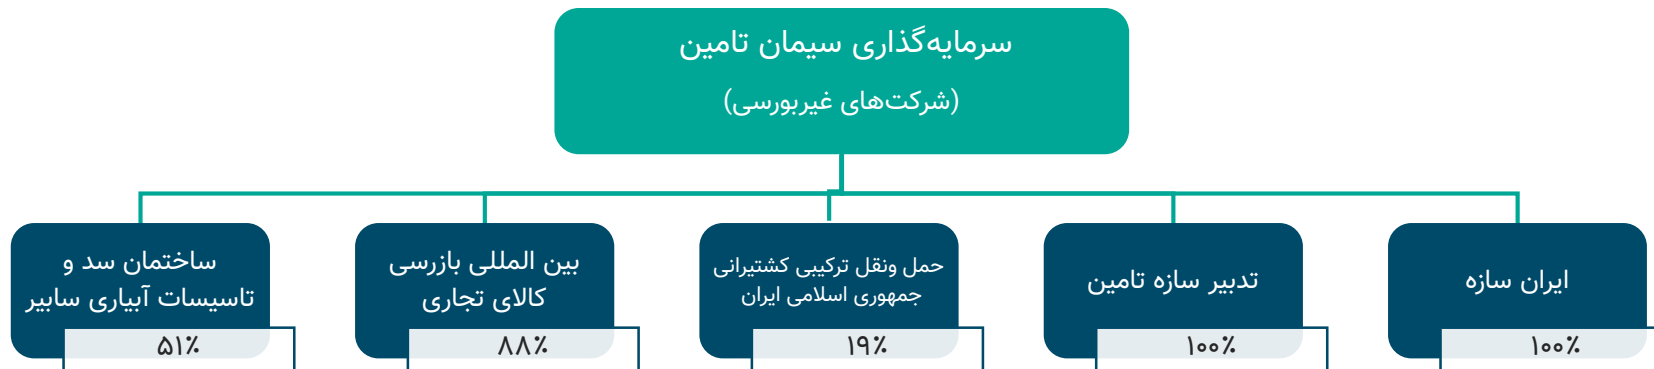 سرمایه‌گذاری سیمان تامین
(شرکت‌های غیربورسی)
ایران سازه
۱۰۰٪
تدبیر سازه تامین
۱۰۰٪
حمل ونقل ترکیبی کشتیرانی
جمهوری اسلامی ایران
۱۹٪
بین المللی بازرسی
کالای تجاری
۸۸٪
ساختمان سد و
تاسیسات آبیاری سابیر
۵۱٪